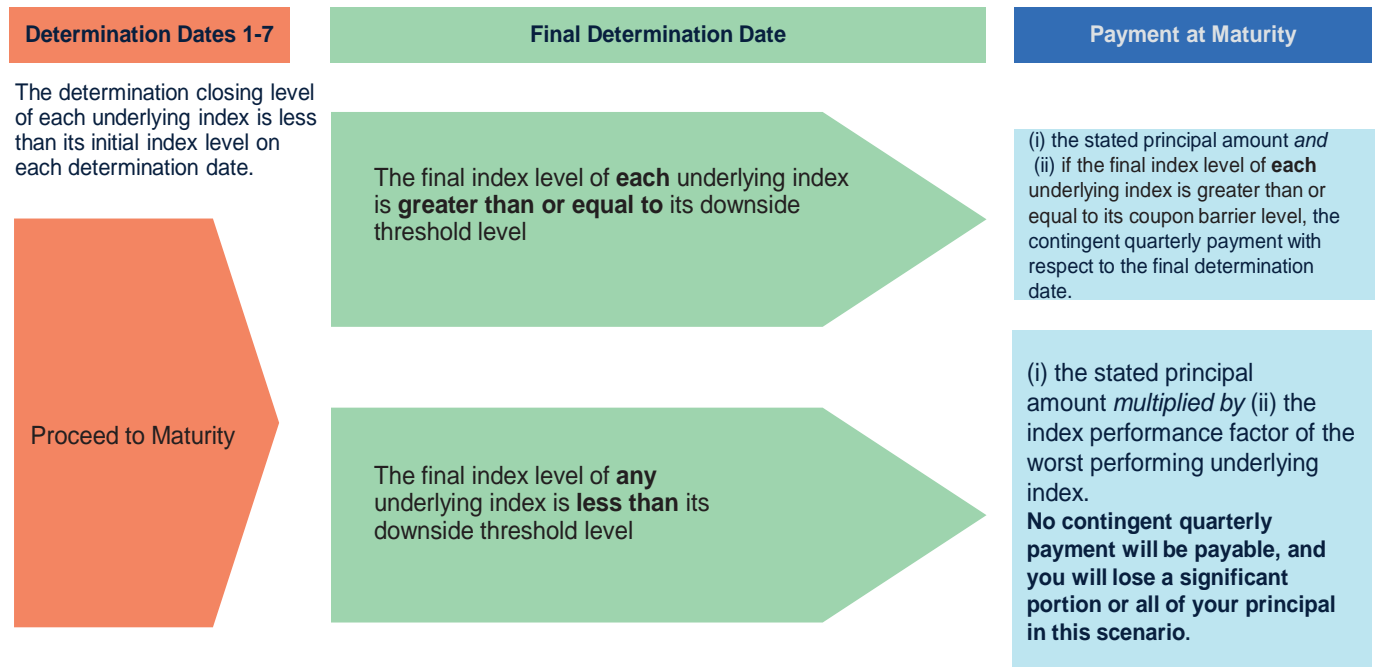 Determination Dates 1-7
Final Determination Date
Payment at Maturity
The determination closing level
of each underlying index is less
than its initial index level on
each determination date.
Proceed to Maturity
The final index level of each underlying index
is greater than or equal to its downside
threshold level
(i) the stated principal amount and
(ii) if the final index level of each
underlying index is greater than or
equal to its coupon barrier level, the
contingent quarterly payment with
respect to the final determination
date.
The final index level of any
underlying index is less than its
downside threshold level
(i) the stated principal
amount multiplied by (ii) the
index performance factor of the
worst performing underlying
index.
No contingent quarterly
payment will be payable, and
you will lose a significant
portion or all of your principal
in this scenario.